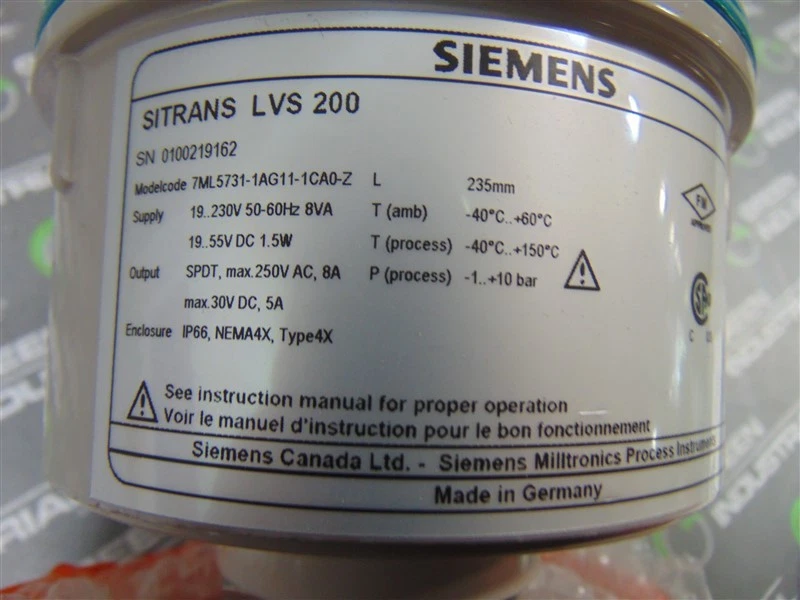 SIEMENS
SITRANS LVS 200
SN 0100219162
Modelcode 7ML5731-1AG11-1CA0-Z L 235mm
Supply 19..230V 50-60Hz 8VA T (amb) -40°C..+60°C
19..55V DC 1.5W T (process) -40°C..+150°C
Output SPDT, max.250V AC, 8A P (process) -1..+10 bar
max.30V DC, 5A
Enclosure IP66, NEMA4X, Type4X
FM
APPROVED
C US
See instruction manual for proper operation
Voir le manuel d'instruction pour le bon fonctionnement
Siemens Canada Ltd. - Siemens Milltronics Process Instruments
Made in Germany